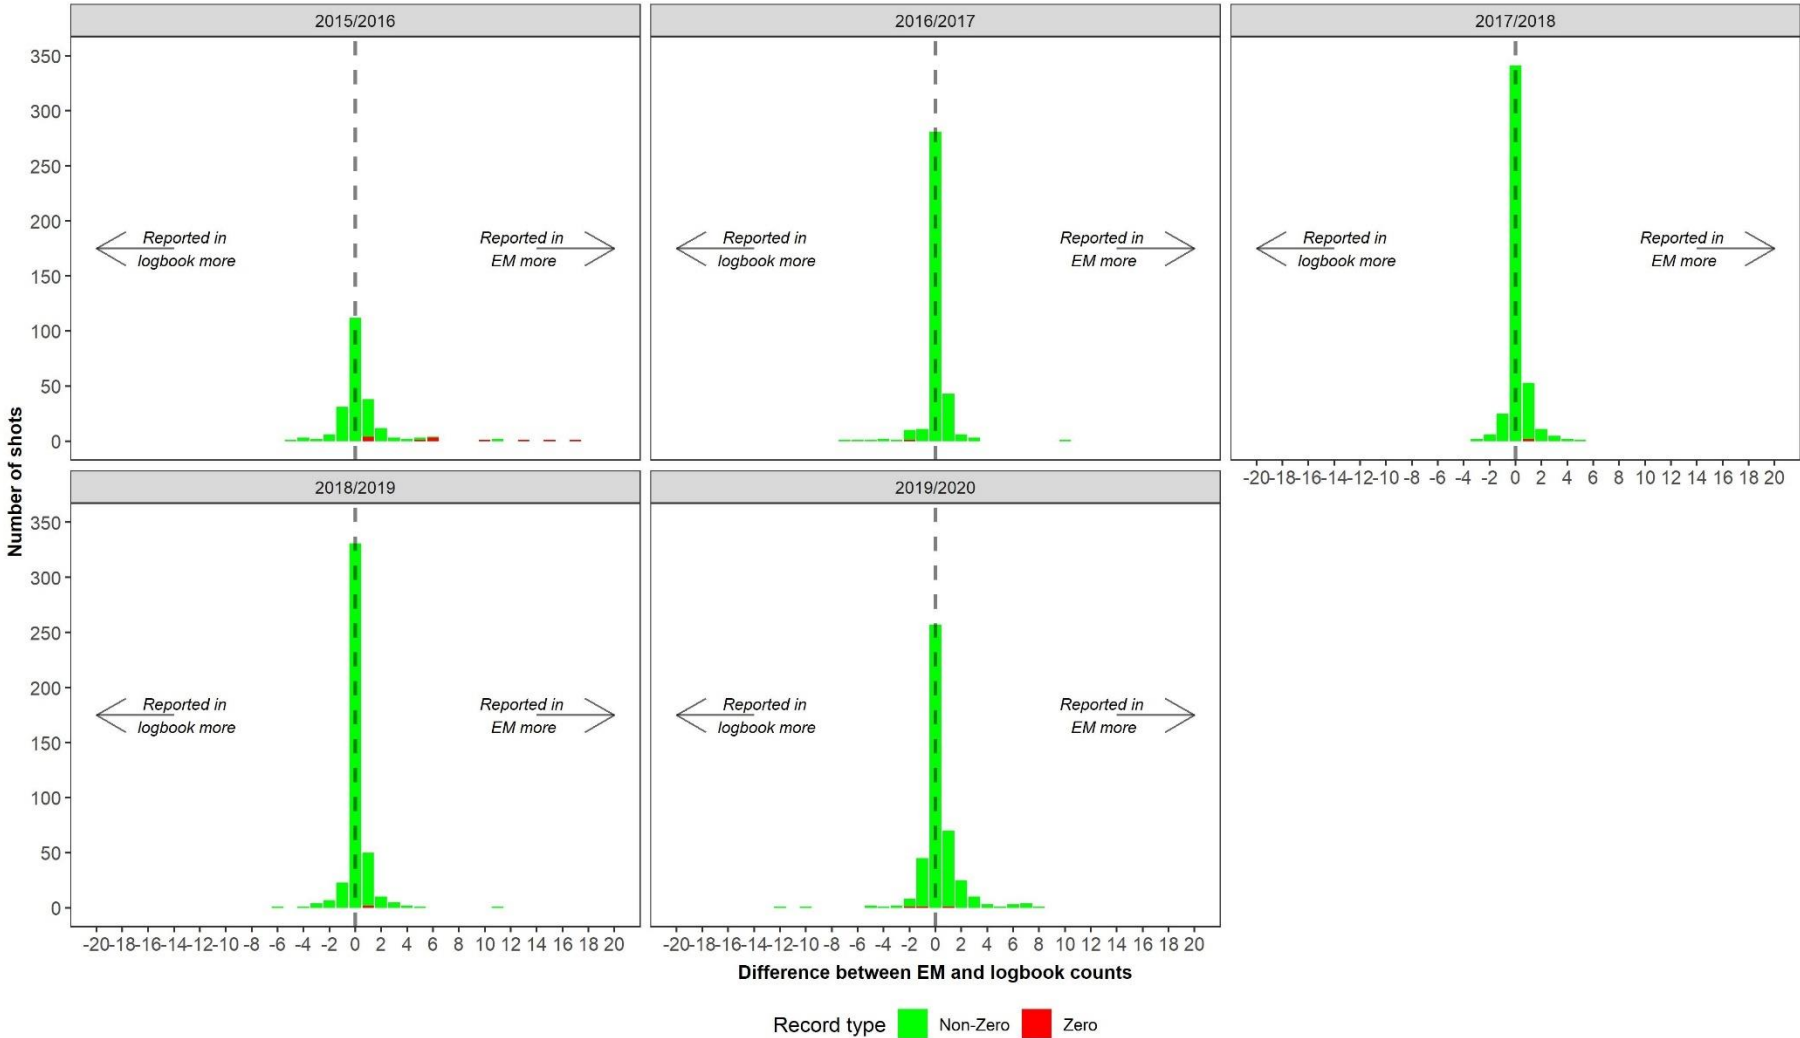 2015/2016
2016/2017
2017/2018
350
300
250
200
150
100
50
0
Reported in
logbook more
Reported in
EM more
Reported in
logbook more
Reported in
EM more
Reported in
logbook more
Reported in
EM more
-20 -18 -16 -14 -12 -10 -8 -6 -4 -2 0 2 4 6 8 10 12 14 16 18 20
Number of shots
2018/2019
2019/2020
350
300
250
200
150
100
50
0
Reported in
logbook more
Reported in
EM more
Reported in
logbook more
Reported in
EM more
-20 -18 -16 -14 -12 -10 -8 -6 -4 -2 0 2 4 6 8 10 12 14 16 18 20
-20 -18 -16 -14 -12 -10 -8 -6 -4 -2 0 2 4 6 8 10 12 14 16 18 20
Difference between EM and logbook counts
Record type Non-Zero Zero